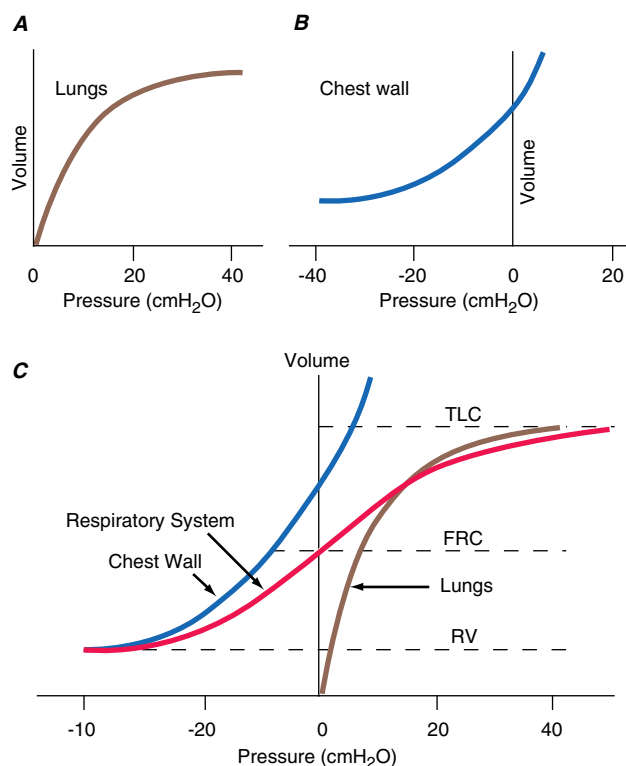 A
Lungs
Volume
0
20
40
Pressure (cmH2O)
B
Chest wall
Volume
-40
-20
0
20
Pressure (cmH2O)
C
Volume
TLC
Respiratory System
FRC
Chest Wall
Lungs
RV
-10
-20
0
20
40
Pressure (cmH2O)